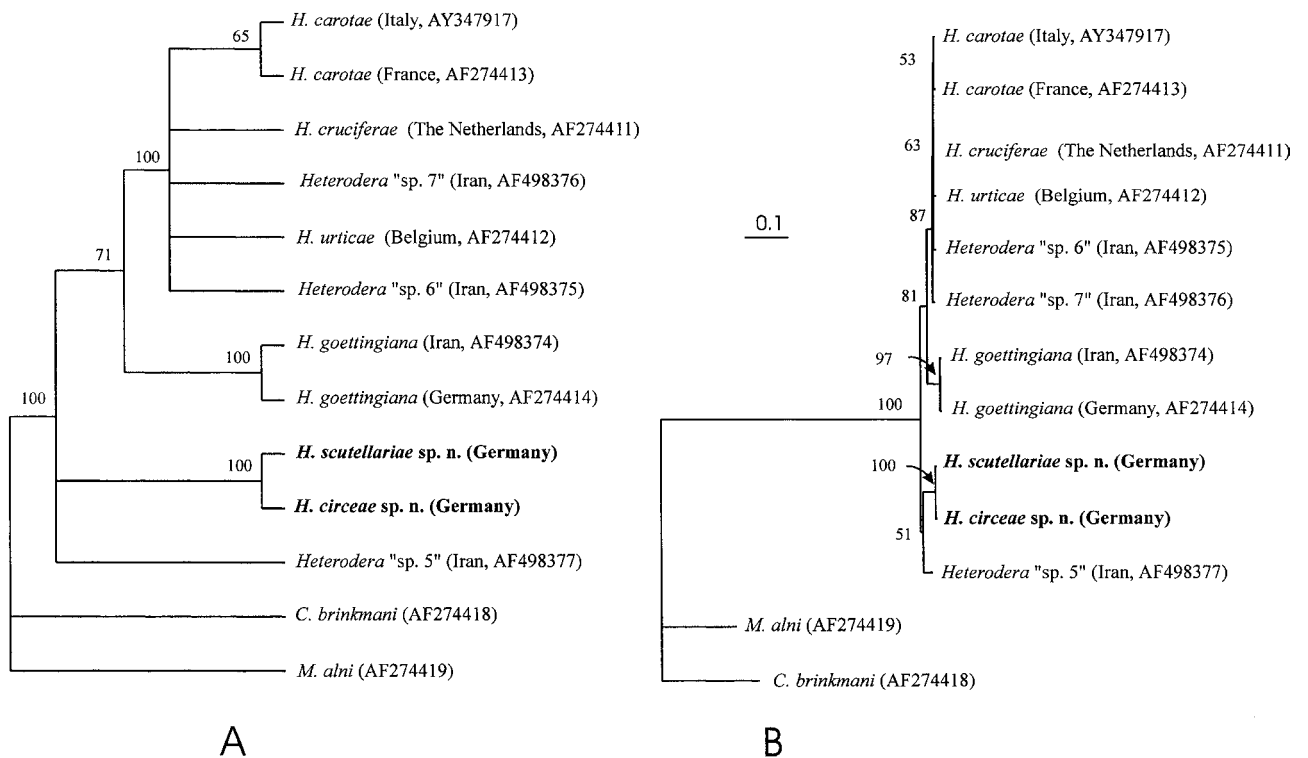 65
H. carotae (Italy, AY347917)
H. carotae (France, AF274413)
H. cruciferae (The Netherlands, AF274411)
100
Heterodera "sp. 7" (Iran, AF498376)
H. urticae (Belgium, AF274412)
71
Heterodera "sp. 6" (Iran, AF498375)
H. goettingiana (Iran, AF498374)
100
H. goettingiana (Germany, AF274414)
100
H. scutellariae sp. n. (Germany)
100
H. circeae sp. n. (Germany)
Heterodera "sp. 5" (Iran, AF498377)
C. brinkmani (AF274418)
M. alni (AF274419)
A
H. carotae (Italy, AY347917)
53
H. carotae (France, AF274413)
63
H. cruciferae (The Netherlands, AF274411)
H. urticae (Belgium, AF274412)
87
0.1
Heterodera "sp. 6" (Iran, AF498375)
81
Heterodera "sp. 7" (Iran, AF498376)
97
H. goettingiana (Iran, AF498374)
100
H. goettingiana (Germany, AF274414)
100
H. scutellariae sp. n. (Germany)
H. circeae sp. n. (Germany)
51
Heterodera "sp. 5" (Iran, AF498377)
M. alni (AF274419)
C. brinkmani (AF274418)
B